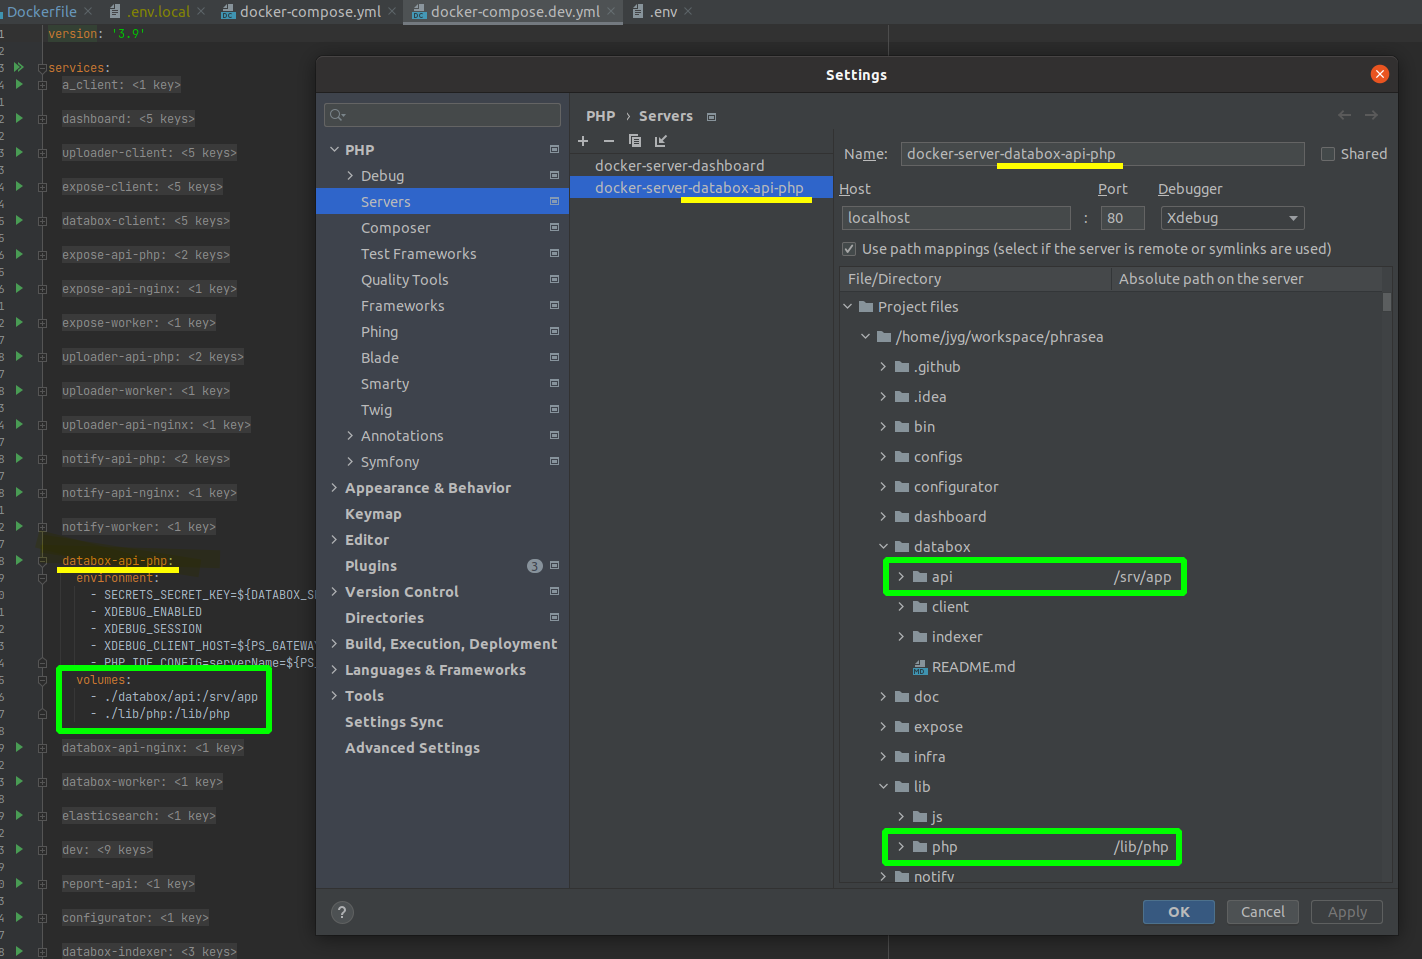 Dockerfile
.env.local
docker-compose.yml
docker-compose.dev.yml
.env
version: '3.9'
services:
a_client: <1 key>
dashboard: <5 keys>
uploader-client: <5 keys>
expose-client: <5 keys>
databox-client: <5 keys>
expose-api-php: <2 keys>
expose-api-nginx: <1 key>
expose-worker: <1 key>
uploader-api-php: <2 keys>
uploader-worker: <1 key>
uploader-api-nginx: <1 key>
notify-api-php: <2 keys>
notify-api-nginx: <1 key>
notify-worker: <1 key>
databox-api-php:
environment:
- SECRETS_SECRET_KEY=${DATABOX_S
- XDEBUG_ENABLED
- XDEBUG_SESSION
- XDEBUG_CLIENT_HOST=${PS_GATEWA
- PHP_IDE_CONFIG=serverName=${PS_
volumes:
- ./databox/api:/srv/app
- ./lib/php:/lib/php
databox-api-nginx: <1 key>
databox-worker: <1 key>
elasticsearch: <1 key>
dev: <9 keys>
report-api: <1 key>
configurator: <1 key>
databox-indexer: <3 keys>
Settings
PHP
Debug
Servers
Composer
Test Frameworks
Quality Tools
Frameworks
Phing
Blade
Smarty
Twig
Annotations
Symfony
Appearance & Behavior
Keymap
Editor
Plugins 3
Version Control
Directories
Build, Execution, Deployment
Languages & Frameworks
Tools
Settings Sync
Advanced Settings
PHP › Servers
docker-server-dashboard
docker-server-databox-api-php
Name: docker-server-databox-api-php Shared
Host Port Debugger
localhost : 80 Xdebug
Use path mappings (select if the server is remote or symlinks are used)
File/Directory Absolute path on the server
Project files
/home/jyg/workspace/phrasea
.github
.idea
bin
configs
configurator
dashboard
databox
api /srv/app
client
indexer
README.md
doc
expose
infra
lib
js
php /lib/php
notify
?
OK Cancel Apply